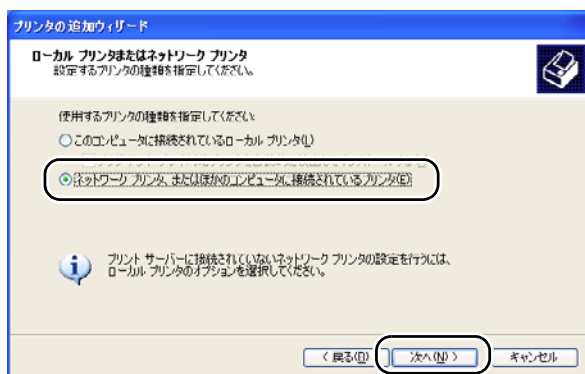 プリンタの追加ウィザード
ローカル プリンタまたはネットワーク プリンタ
設定するプリンタの種類を指定してください。
使用するプリンタの種類を指定してください:
このコンピュータに接続されているローカル プリンタ(L)
ネットワーク プリンタ、またはほかのコンピュータに接続されているプリンタ(E)
プリント サーバーに接続されていないネットワーク プリンタの設定を行うには、
ローカル プリンタのオプションを選択してください。
< 戻る(B)
次へ(N) >
キャンセル